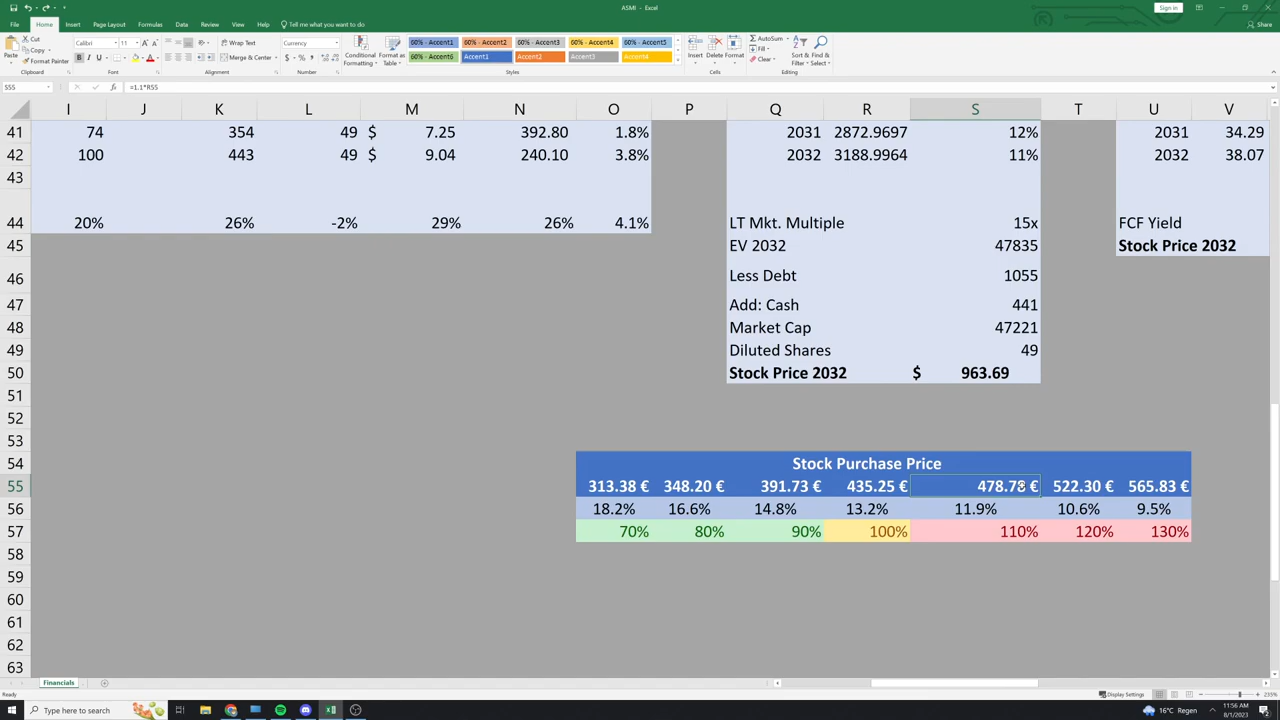 ASMI - Excel
Sign in
File Home Insert Page Layout Formulas Data Review View Help Tell me what you want to do
Share
Paste
Cut
Copy
Format Painter
Clipboard
Calibri 11
B I U
Font
Wrap Text
Merge & Center
Alignment
Currency
$ %
Number
Conditional Formatting
Format as Table
60% - Accent1 60% - Accent2 60% - Accent3 60% - Accent4 60% - Accent5
60% - Accent6 Accent1 Accent2 Accent3 Accent4
Styles
Insert Delete Format
Cells
AutoSum
Fill
Clear
Sort & Filter
Find & Select
Editing
S55 =1.1*R55
I J K L M N O P Q R S T U V
41 74 354 49 $ 7.25 392.80 1.8% 2031 2872.9697 12% 2031 34.29
42 100 443 49 $ 9.04 240.10 3.8% 2032 3188.9964 11% 2032 38.07
43
44 20% 26% -2% 29% 26% 4.1% LT Mkt. Multiple 15x FCF Yield
45 EV 2032 47835 Stock Price 2032
46 Less Debt 1055
47 Add: Cash 441
48 Market Cap 47221
49 Diluted Shares 49
50 Stock Price 2032 $ 963.69
51
52
53
54 Stock Purchase Price
55 313.38 € 348.20 € 391.73 € 435.25 € 478.78 € 522.30 € 565.83 €
56 18.2% 16.6% 14.8% 13.2% 11.9% 10.6% 9.5%
57 70% 80% 90% 100% 110% 120% 130%
58
59
60
61
62
63
Financials
Ready
Display Settings
235%
Type here to search
16°C Regen
11:56 AM
8/1/2023